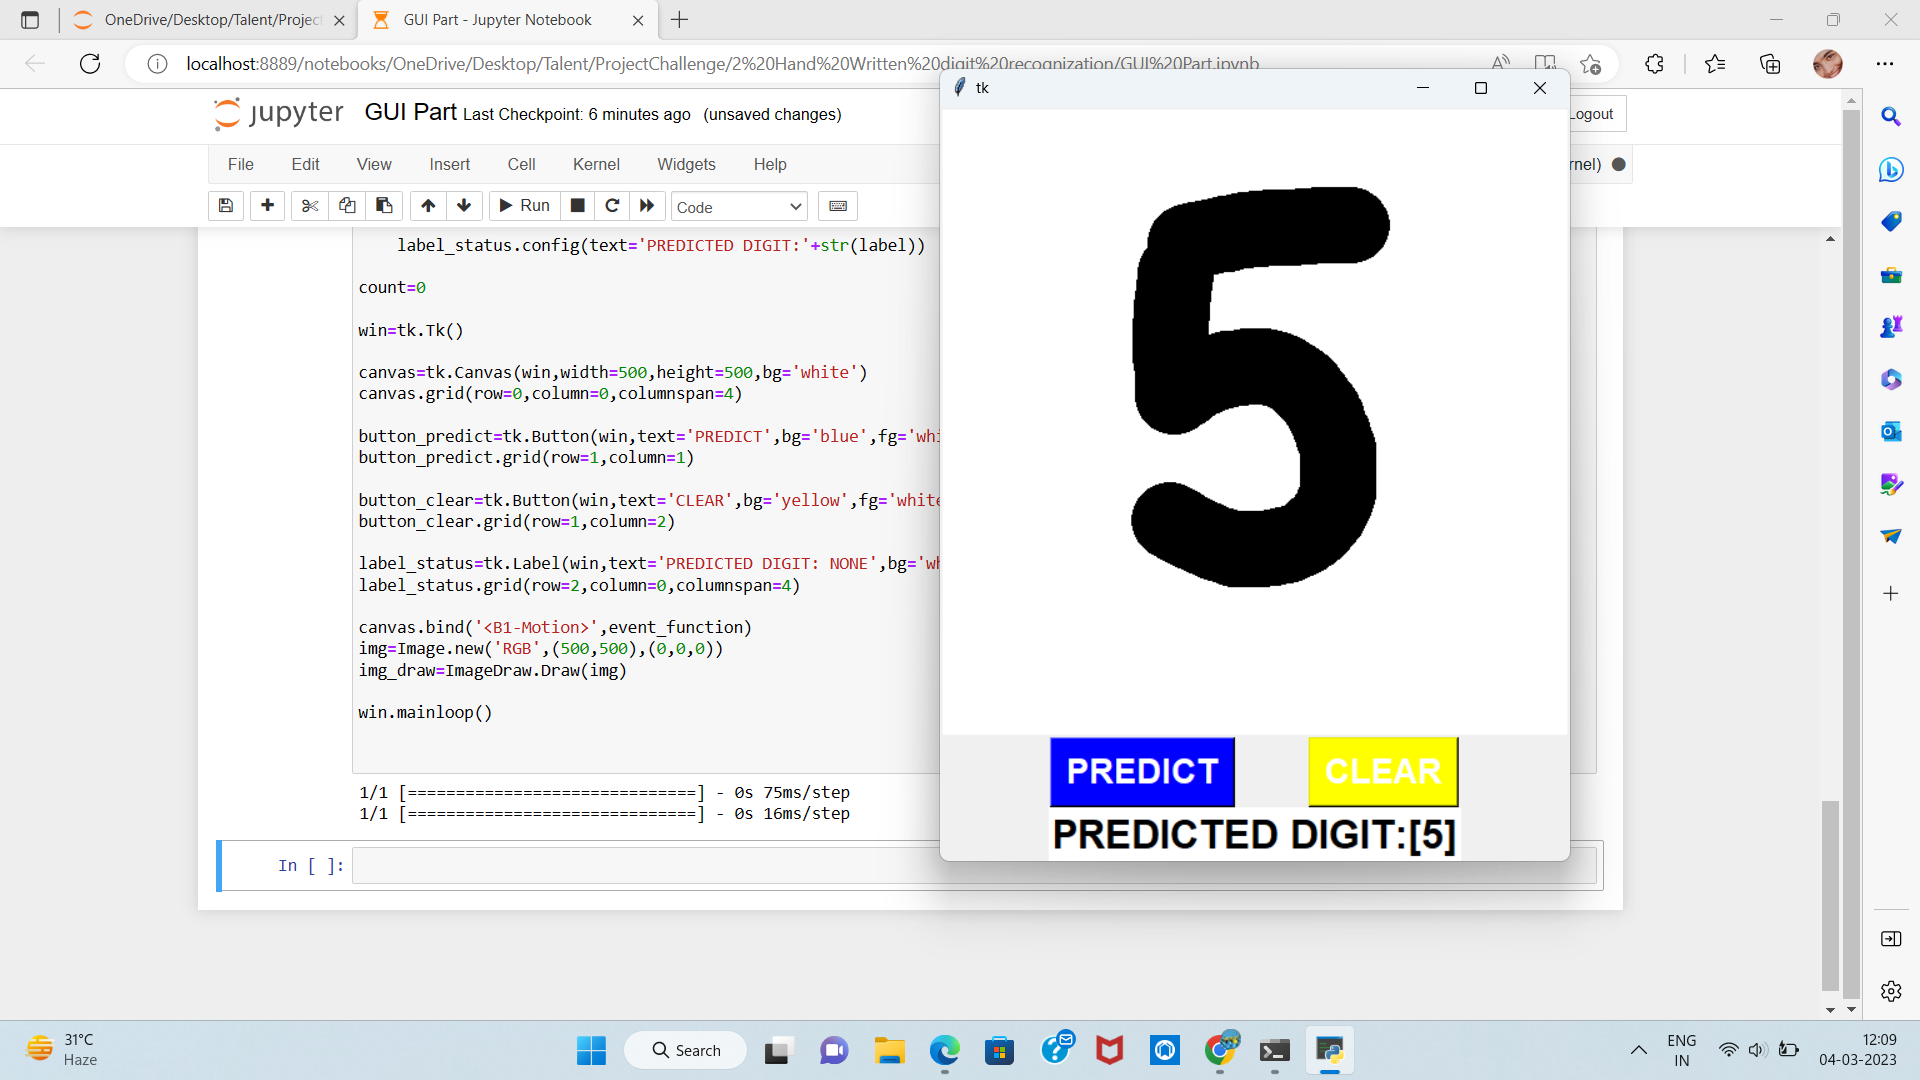 OneDrive/Desktop/Talent/Projec
GUI Part - Jupyter Notebook
localhost:8889/notebooks/OneDrive/Desktop/Talent/ProjectChallenge/2%20Hand%20Written%20digit%20recognization/GUI%20Part.ipynb
tk
jupyter GUI Part Last Checkpoint: 6 minutes ago (unsaved changes)
Logout
File Edit View Insert Cell Kernel Widgets Help
Run Code
label_status.config(text='PREDICTED DIGIT:'+str(label))
count=0
win=tk.Tk()
canvas=tk.Canvas(win,width=500,height=500,bg='white')
canvas.grid(row=0,column=0,columnspan=4)
button_predict=tk.Button(win,text='PREDICT',bg='blue',fg='whi
button_predict.grid(row=1,column=1)
button_clear=tk.Button(win,text='CLEAR',bg='yellow',fg='white
button_clear.grid(row=1,column=2)
label_status=tk.Label(win,text='PREDICTED DIGIT: NONE',bg='wh
label_status.grid(row=2,column=0,columnspan=4)
canvas.bind('<B1-Motion>',event_function)
img=Image.new('RGB',(500,500),(0,0,0))
img_draw=ImageDraw.Draw(img)
win.mainloop()
1/1 [==============================] - 0s 75ms/step
1/1 [==============================] - 0s 16ms/step
In [ ]:
5
PREDICT
CLEAR
PREDICTED DIGIT:[5]
31°C
Haze
Search
ENG
IN
12:09
04-03-2023